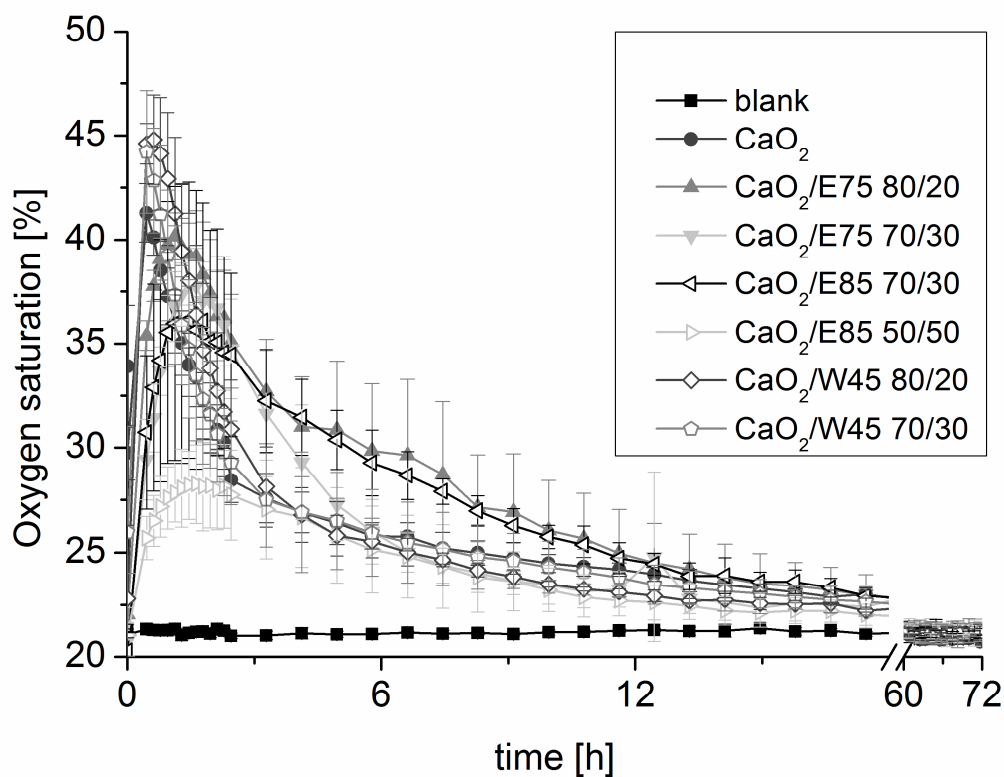 Oxygen saturation [%]
50
45
40
35
30
25
20
blank
CaO₂
CaO₂/E75 80/20
CaO₂/E75 70/30
CaO₂/E85 70/30
CaO₂/E85 50/50
CaO₂/W45 80/20
CaO₂/W45 70/30
0 6 12 60 72
time [h]